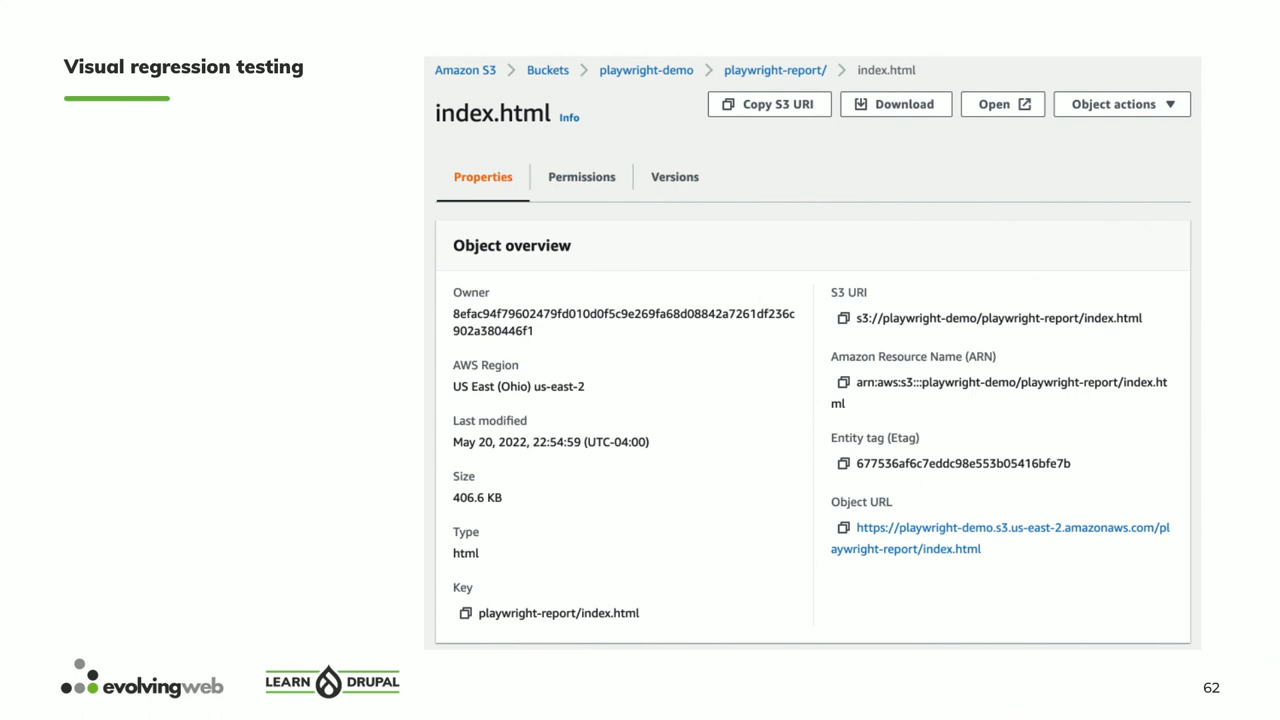 Visual regression testing
Amazon S3 > Buckets > playwright-demo > playwright-report/ > index.html
index.html Info
Copy S3 URI Download Open Object actions
Properties Permissions Versions
Object overview
Owner
8efac94f79602479fd010d0f5c9e269fa68d08842a7261df236c
902a380446f1
AWS Region
US East (Ohio) us-east-2
Last modified
May 20, 2022, 22:54:59 (UTC-04:00)
Size
406.6 KB
Type
html
Key
playwright-report/index.html
S3 URI
s3://playwright-demo/playwright-report/index.html
Amazon Resource Name (ARN)
arn:aws:s3:::playwright-demo/playwright-report/index.ht
ml
Entity tag (Etag)
677536af6c7eddc98e553b05416bfe7b
Object URL
https://playwright-demo.s3.us-east-2.amazonaws.com/pl
aywright-report/index.html
evolvingweb
LEARN DRUPAL
62